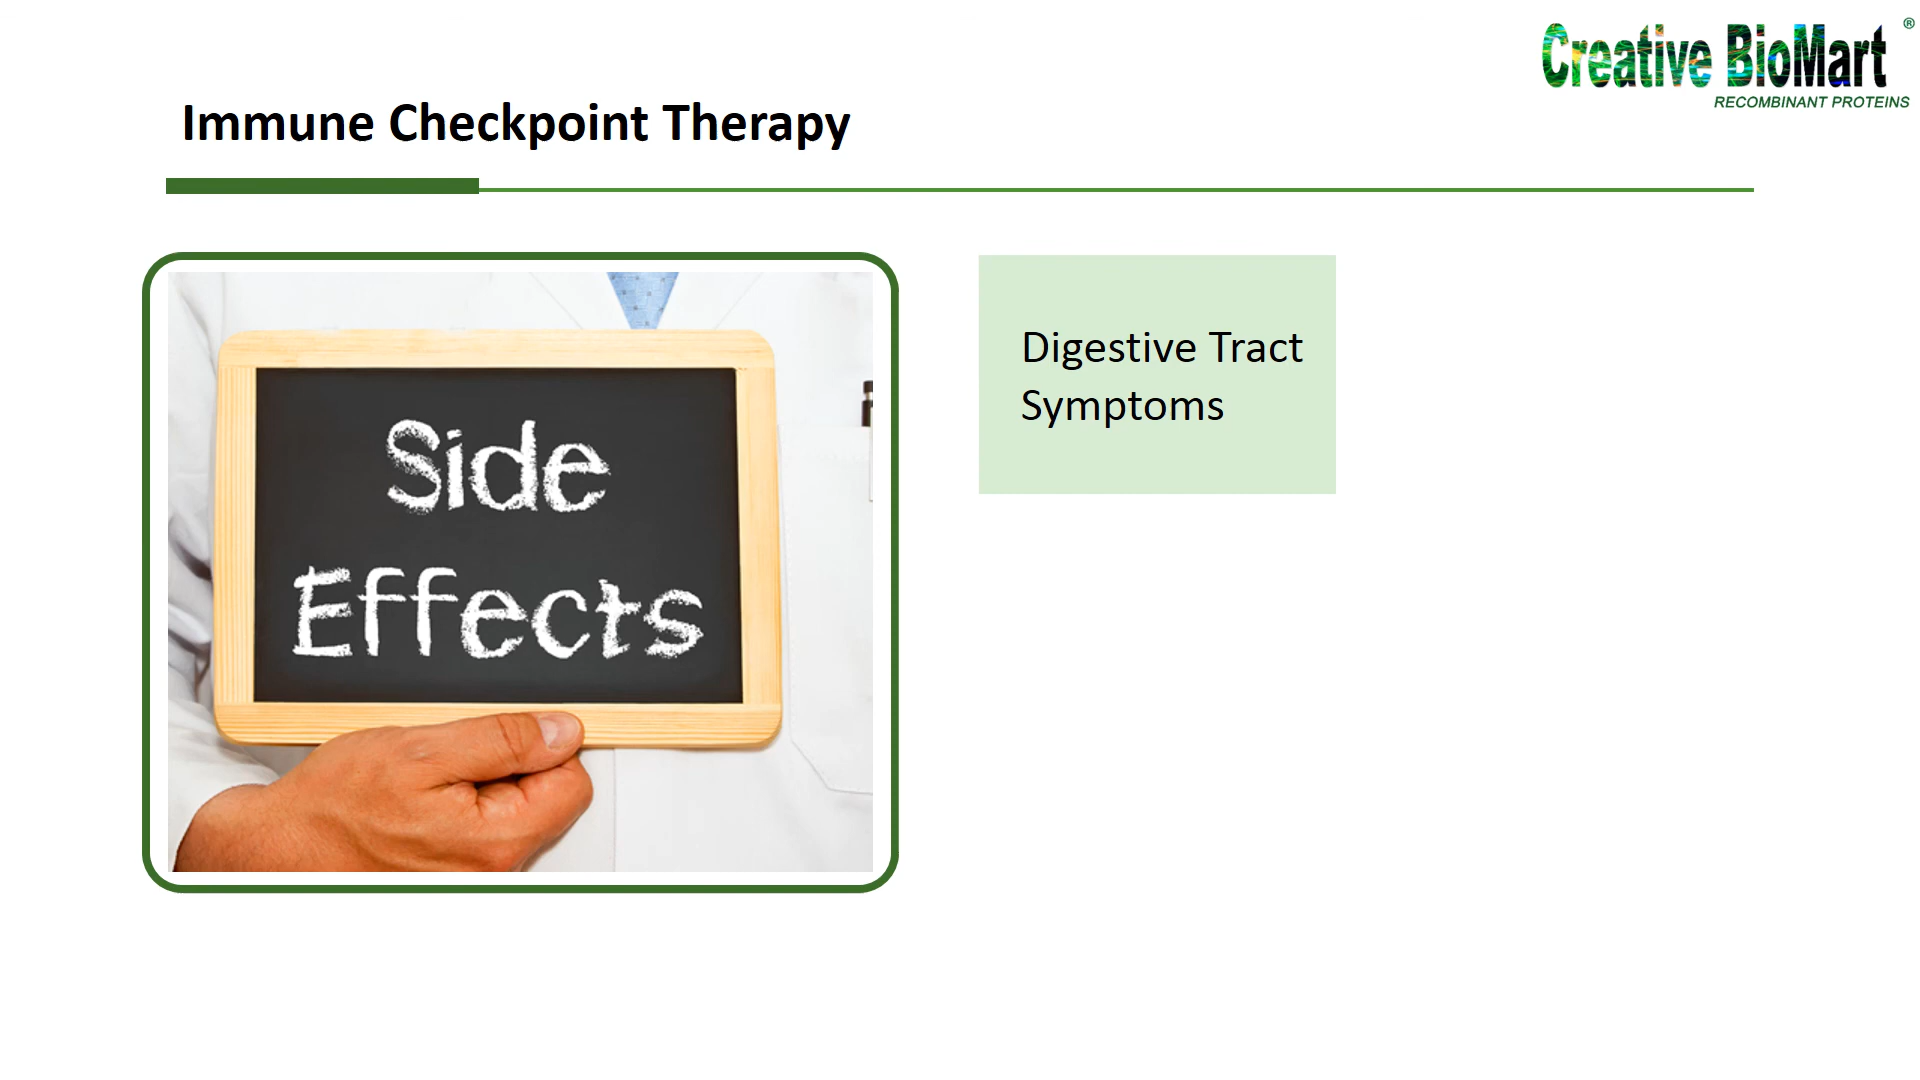 Creative BioMart ®
RECOMBINANT PROTEINS
Immune Checkpoint Therapy
Side
Effects
Digestive Tract
Symptoms